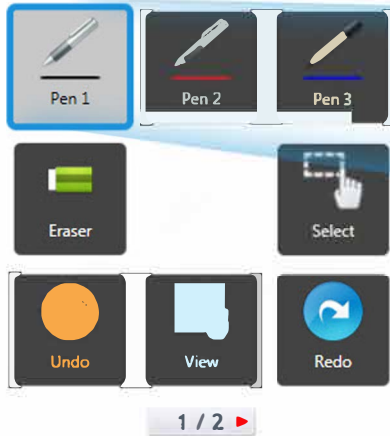 Pen 1
Pen 2
Pen 3
Eraser
Select
Undo
View
Redo
1 / 2